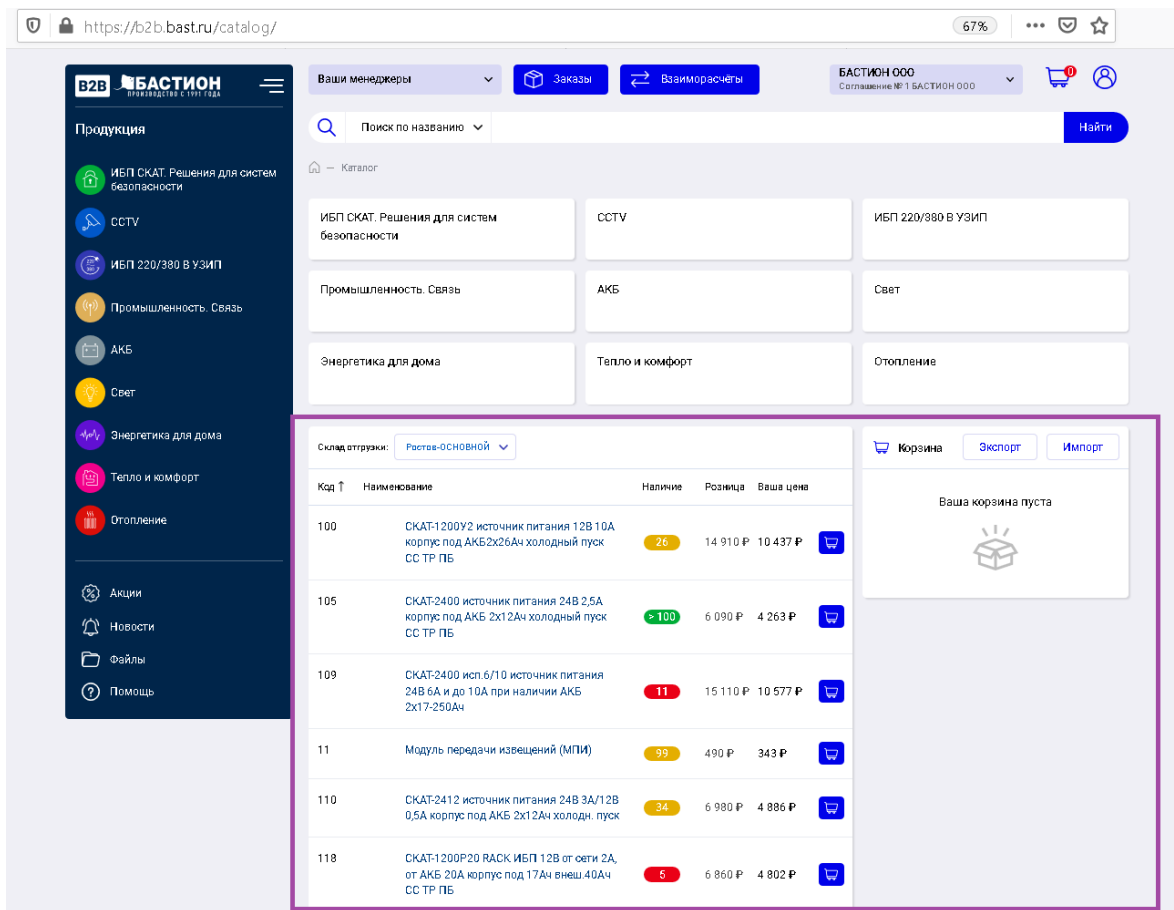 https://b2b.bast.ru/catalog/
67%
B2B БАСТИОН
ПРОИЗВОДСТВО С 1991 ГОДА
Продукция
ИБП СКАТ. Решения для систем
безопасности
CCTV
ИБП 220/380 В УЗИП
Промышленность. Связь
АКБ
Свет
Энергетика для дома
Тепло и комфорт
Отопление
Акции
Новости
Файлы
Помощь
Ваши менеджеры
Заказы
Взаиморасчёты
БАСТИОН ООО
Соглашение № 1 БАСТИОН ООО
0
Поиск по названию
Найти
— Каталог
ИБП СКАТ. Решения для систем
безопасности
CCTV
ИБП 220/380 В УЗИП
Промышленность. Связь
АКБ
Свет
Энергетика для дома
Тепло и комфорт
Отопление
Склад отгрузки: Ростов-ОСНОВНОЙ
Код ↑ Наименование Наличие Розница Ваша цена
100 СКАТ-1200У2 источник питания 12В 10А
корпус под АКБ2х26Ач холодный пуск
СС ТР ПБ
26 14 910 ₽ 10 437 ₽
105 СКАТ-2400 источник питания 24В 2,5А
корпус под АКБ 2х12Ач холодный пуск
СС ТР ПБ
> 100 6 090 ₽ 4 263 ₽
109 СКАТ-2400 исп.6/10 источник питания
24В 6А и до 10А при наличии АКБ
2х17-250Ач
11 15 110 ₽ 10 577 ₽
11 Модуль передачи извещений (МПИ) 99 490 ₽ 343 ₽
110 СКАТ-2412 источник питания 24В 3А/12В
0,5А корпус под АКБ 2х12Ач холодн. пуск
34 6 980 ₽ 4 886 ₽
118 СКАТ-1200Р20 RACK ИБП 12В от сети 2А,
от АКБ 20А корпус под 17Ач внеш.40Ач
СС ТР ПБ
5 6 860 ₽ 4 802 ₽
Корзина
Экспорт
Импорт
Ваша корзина пуста